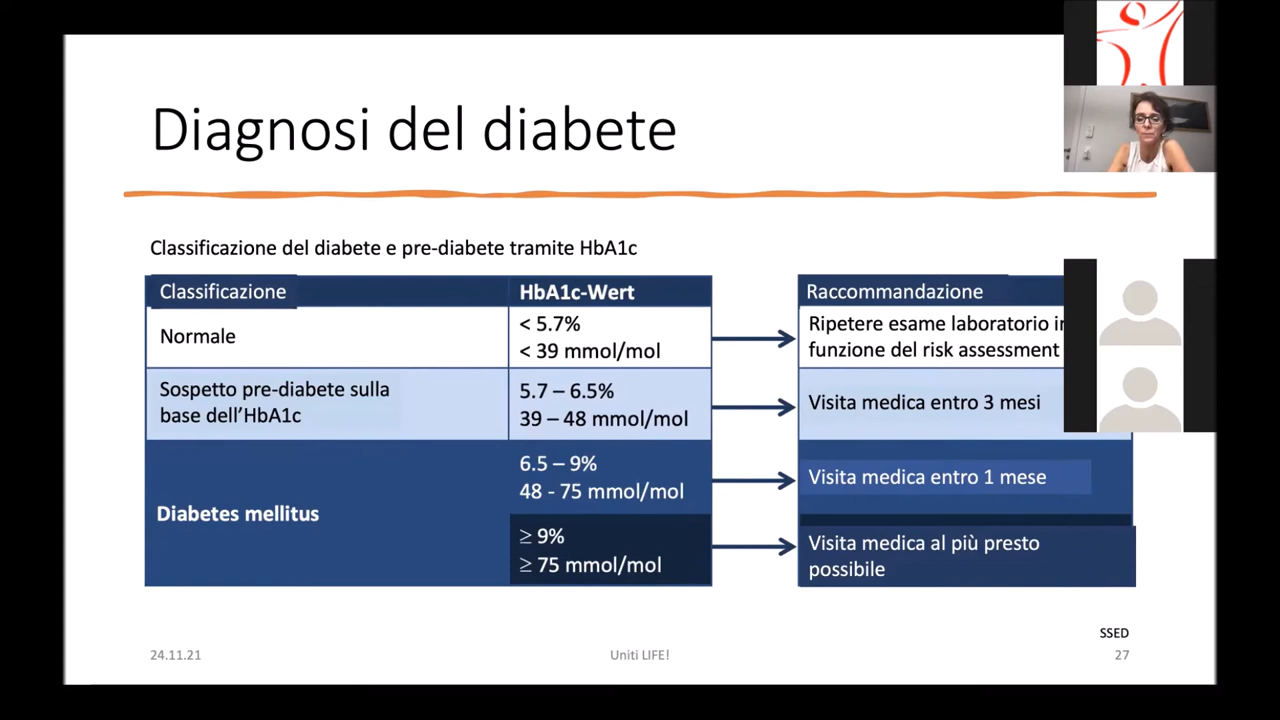 Diagnosi del diabete
Classificazione del diabete e pre-diabete tramite HbA1c
Classificazione
HbA1c-Wert
Raccommandazione
Normale
< 5.7%
< 39 mmol/mol
Ripetere esame laboratorio in
funzione del risk assessment
Sospetto pre-diabete sulla
base dell’HbA1c
5.7 – 6.5%
39 – 48 mmol/mol
Visita medica entro 3 mesi
Diabetes mellitus
6.5 – 9%
48 - 75 mmol/mol
Visita medica entro 1 mese
≥ 9%
≥ 75 mmol/mol
Visita medica al più presto
possibile
SSED
24.11.21
Uniti LIFE!
27